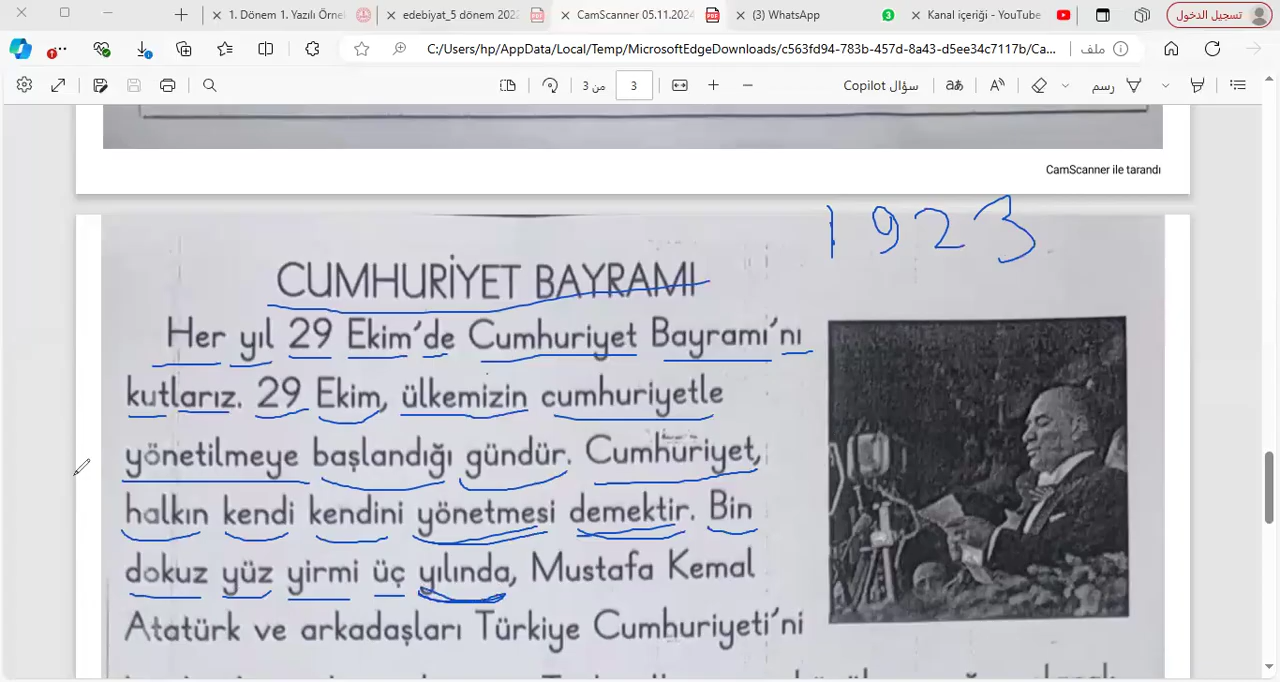 1. Dönem 1. Yazılı Örne
edebiyat_5 dönem 2022
CamScanner 05.11.2024
(3) WhatsApp
3
Kanal içeriği - YouTube
تسجيل الدخول
C:/Users/hp/AppData/Local/Temp/MicrosoftEdgeDownloads/c563fd94-783b-457d-8a43-d5ee34c7117b/Ca...
ملف
3 من
3
سؤال Copilot
رسم
CamScanner ile tarandı
1923
CUMHURİYET BAYRAMI
Her yıl 29 Ekim'de Cumhuriyet Bayramı'nı
kutlarız. 29 Ekim, ülkemizin cumhuriyetle
yönetilmeye başlandığı gündür. Cumhuriyet,
halkın kendi kendini yönetmesi demektir. Bin
dokuz yüz yirmi üç yılında, Mustafa Kemal
Atatürk ve arkadaşları Türkiye Cumhuriyeti'ni